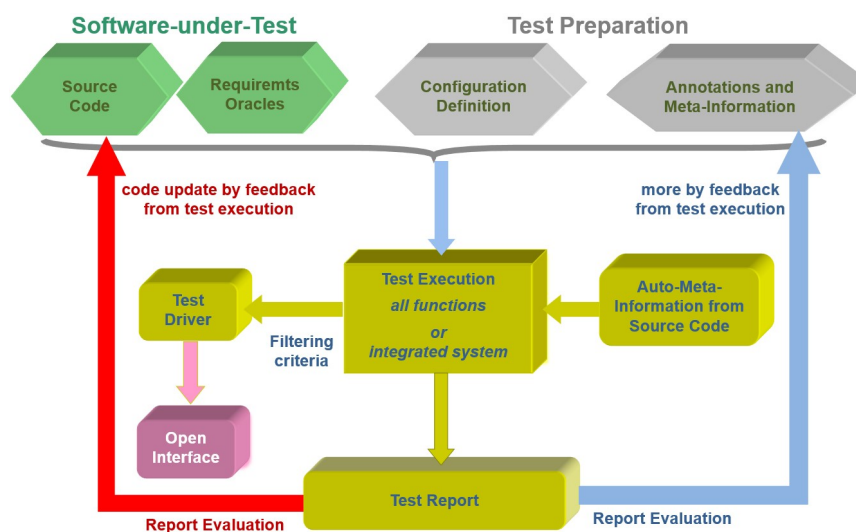 Software-under-Test
Test Preparation
Source
Code
Requiremts
Oracles
Configuration
Definition
Annotations and
Meta-Information
code update by feedback
from test execution
more by feedback
from test execution
Test Execution
all functions
or
integrated system
Test
Driver
Auto-Meta-
Information from
Source Code
Filtering
criteria
Open
Interface
Test Report
Report Evaluation
Report Evaluation